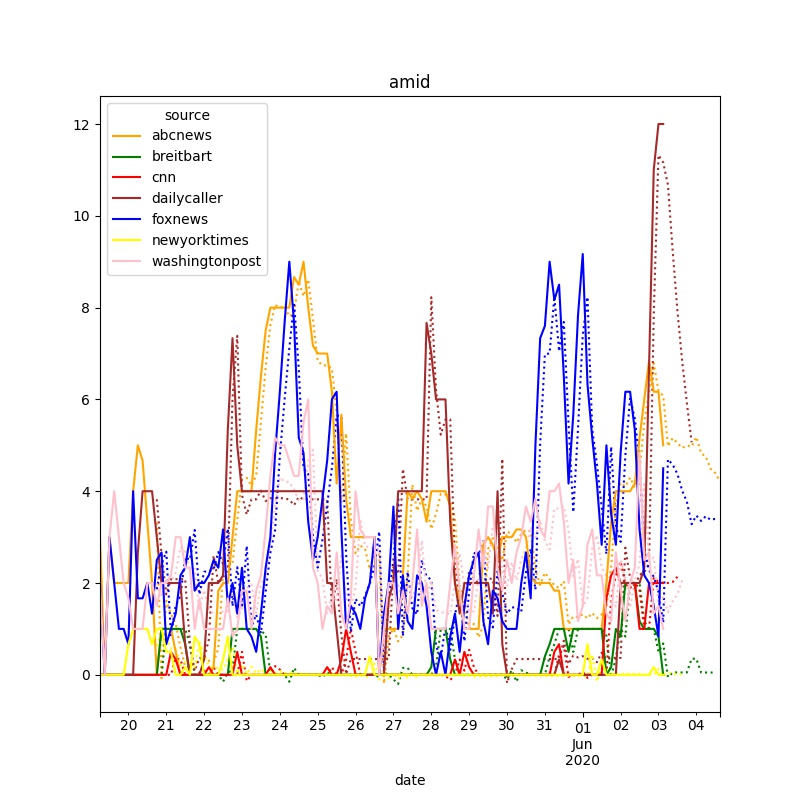 amid
source
abcnews
breitbart
cnn
dailycaller
foxnews
newyorktimes
washingtonpost
12
10
8
6
4
2
0
20 21 22 23 24 25 26 27 28 29 30 31 01 02 03 04
Jun
2020
date